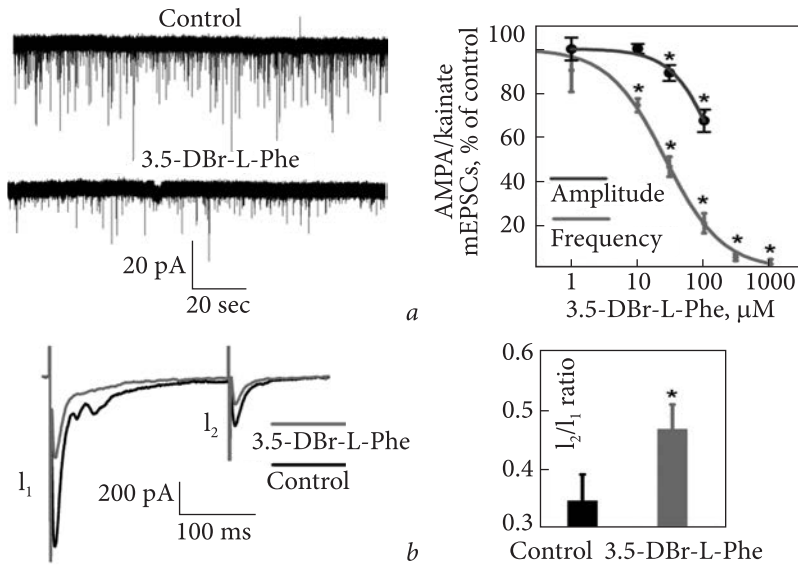 Control
3.5-DBr-L-Phe
20 pA
20 sec
a
AMPA/kainate
mEPSCs, % of control
100
80
60
40
20
Amplitude
Frequency
1 10 100 1000
3.5-DBr-L-Phe, μM
* * * * * * *
l1
l2
3.5-DBr-L-Phe
Control
200 pA
100 ms
b
l2/l1 ratio
0.6
0.5
0.4
0.3
*
Control 3.5-DBr-L-Phe